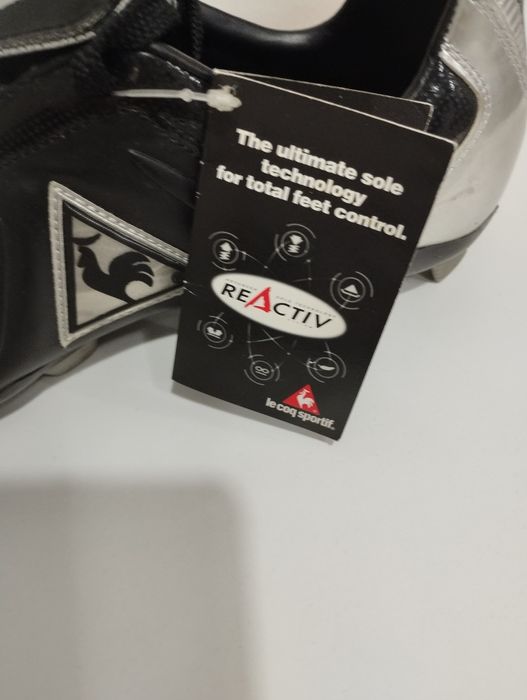 The ultimate sole
technology
for total feet control.
REACTIV
le coq sportif.